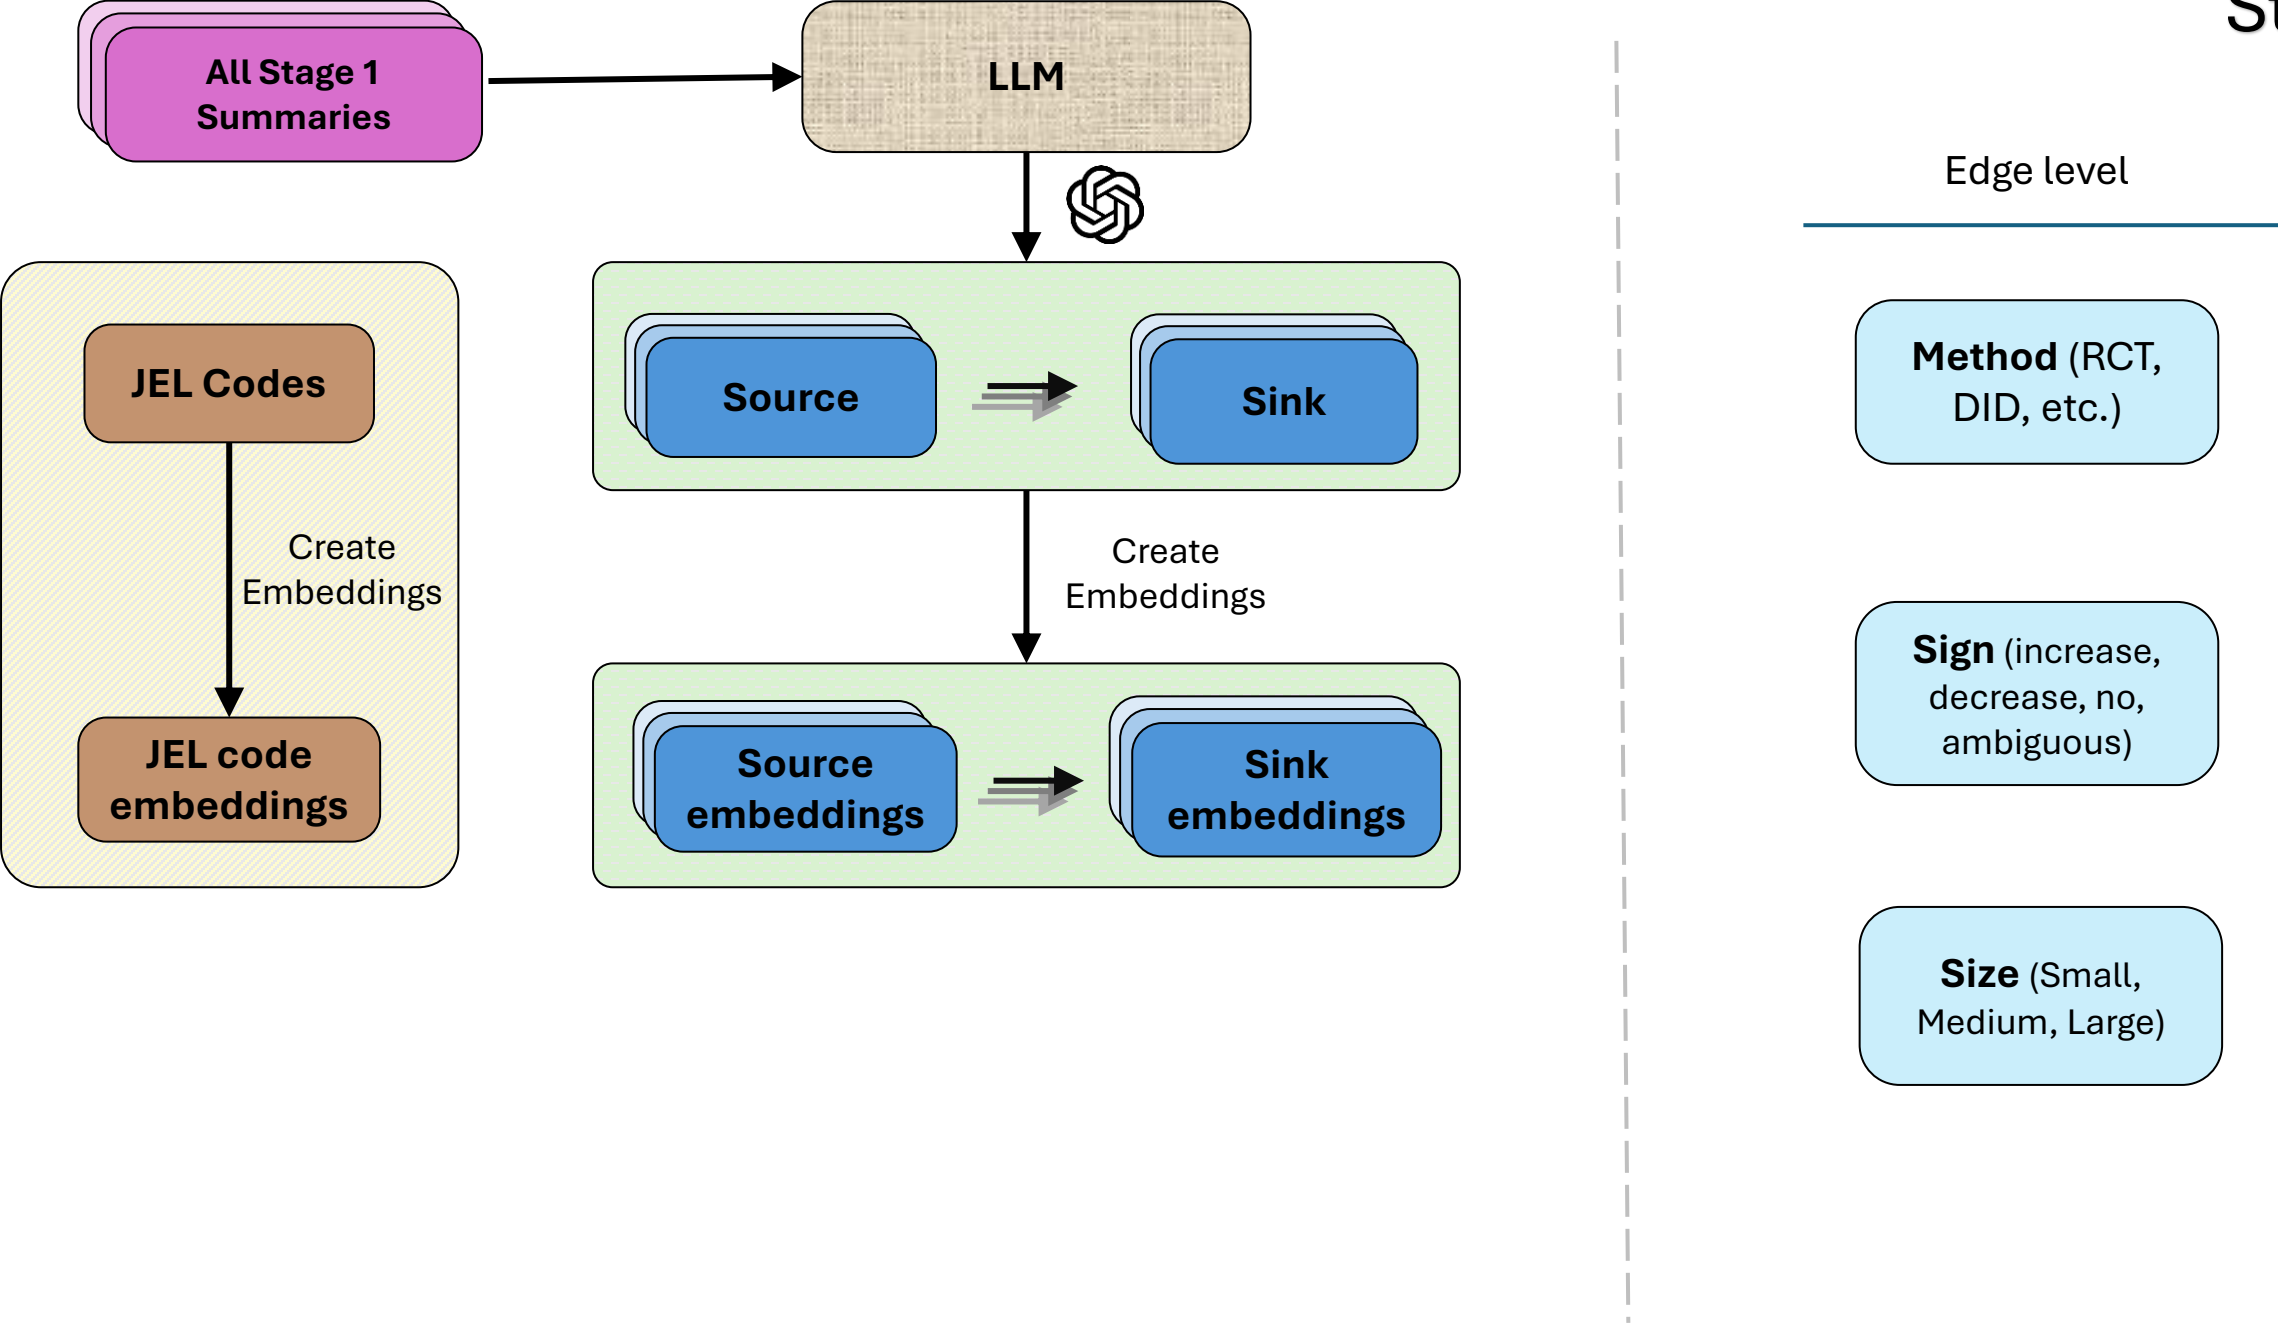 All Stage 1
Summaries
LLM
JEL Codes
Create
Embeddings
JEL code
embeddings
Source
Sink
Create
Embeddings
Source
embeddings
Sink
embeddings
Edge level
Method (RCT,
DID, etc.)
Sign (increase,
decrease, no,
ambiguous)
Size (Small,
Medium, Large)